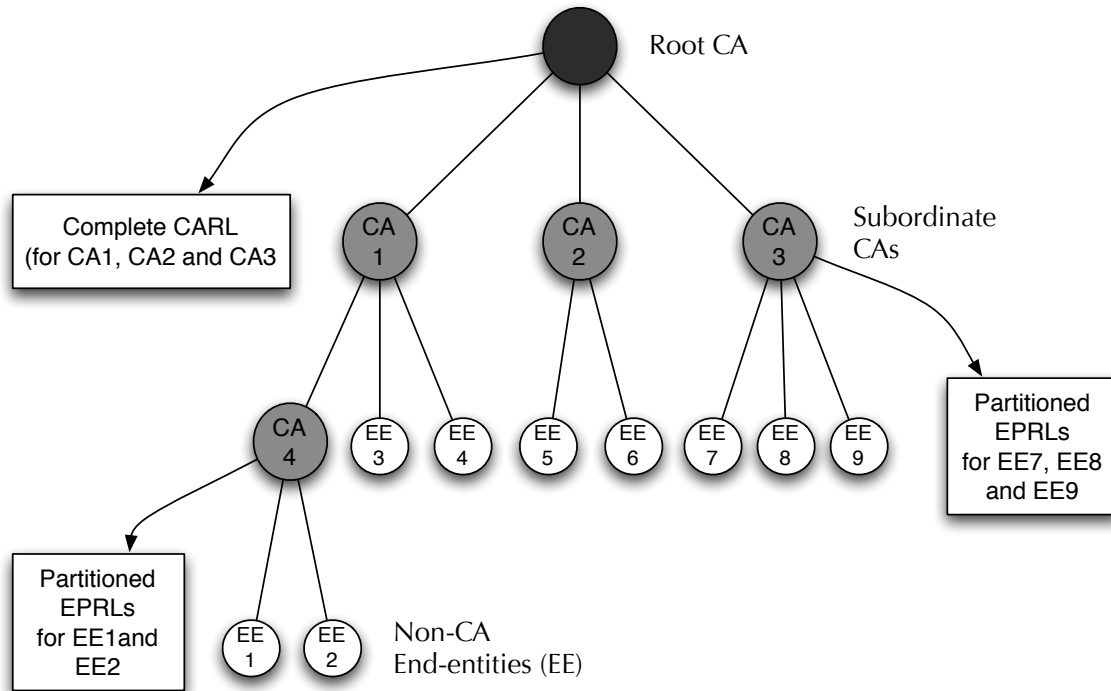 Root CA
Complete CARL
(for CA1, CA2 and CA3
CA
1
CA
2
CA
3
Subordinate
CAs
CA
4
EE
3
EE
4
EE
5
EE
6
EE
7
EE
8
EE
9
Partitioned
EPRLs
for EE7, EE8
and EE9
Partitioned
EPRLs
for EE1and
EE2
EE
1
EE
2
Non-CA
End-entities (EE)